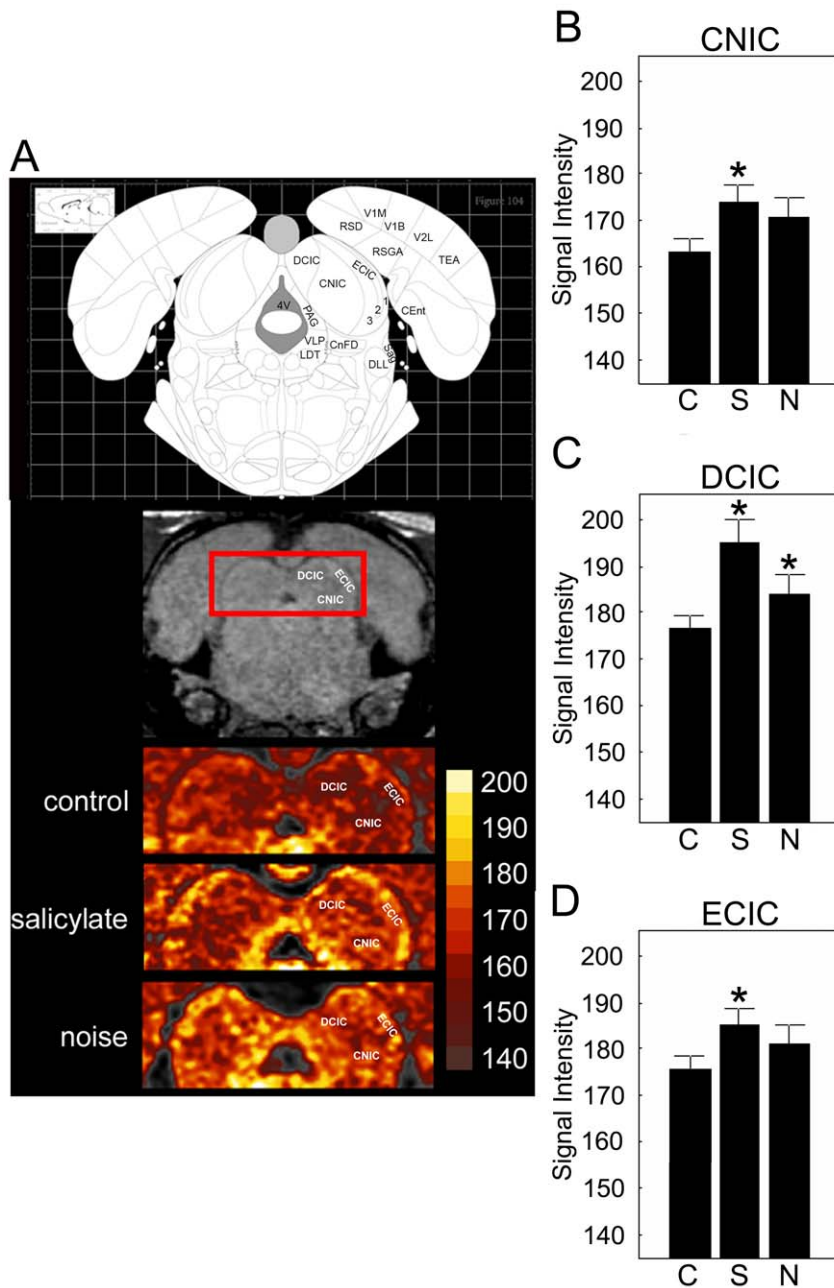 A
Figure 104
V1M
RSD
V1B
V2L
RSGA
TEA
DCIC
ECIC
CNIC
1
2
3
CEnt
4V
PAG
VLP
CnFD
LDT
Sag
DLL
DCIC
ECIC
CNIC
control
DCIC
ECIC
CNIC
salicylate
DCIC
ECIC
CNIC
noise
DCIC
ECIC
CNIC
200
190
180
170
160
150
140
B
CNIC
Signal Intensity
200
190
180
170
160
150
140
*
C S N
C
DCIC
Signal Intensity
200
190
180
170
160
150
140
*
*
C S N
D
ECIC
Signal Intensity
200
190
180
170
160
150
140
*
C S N